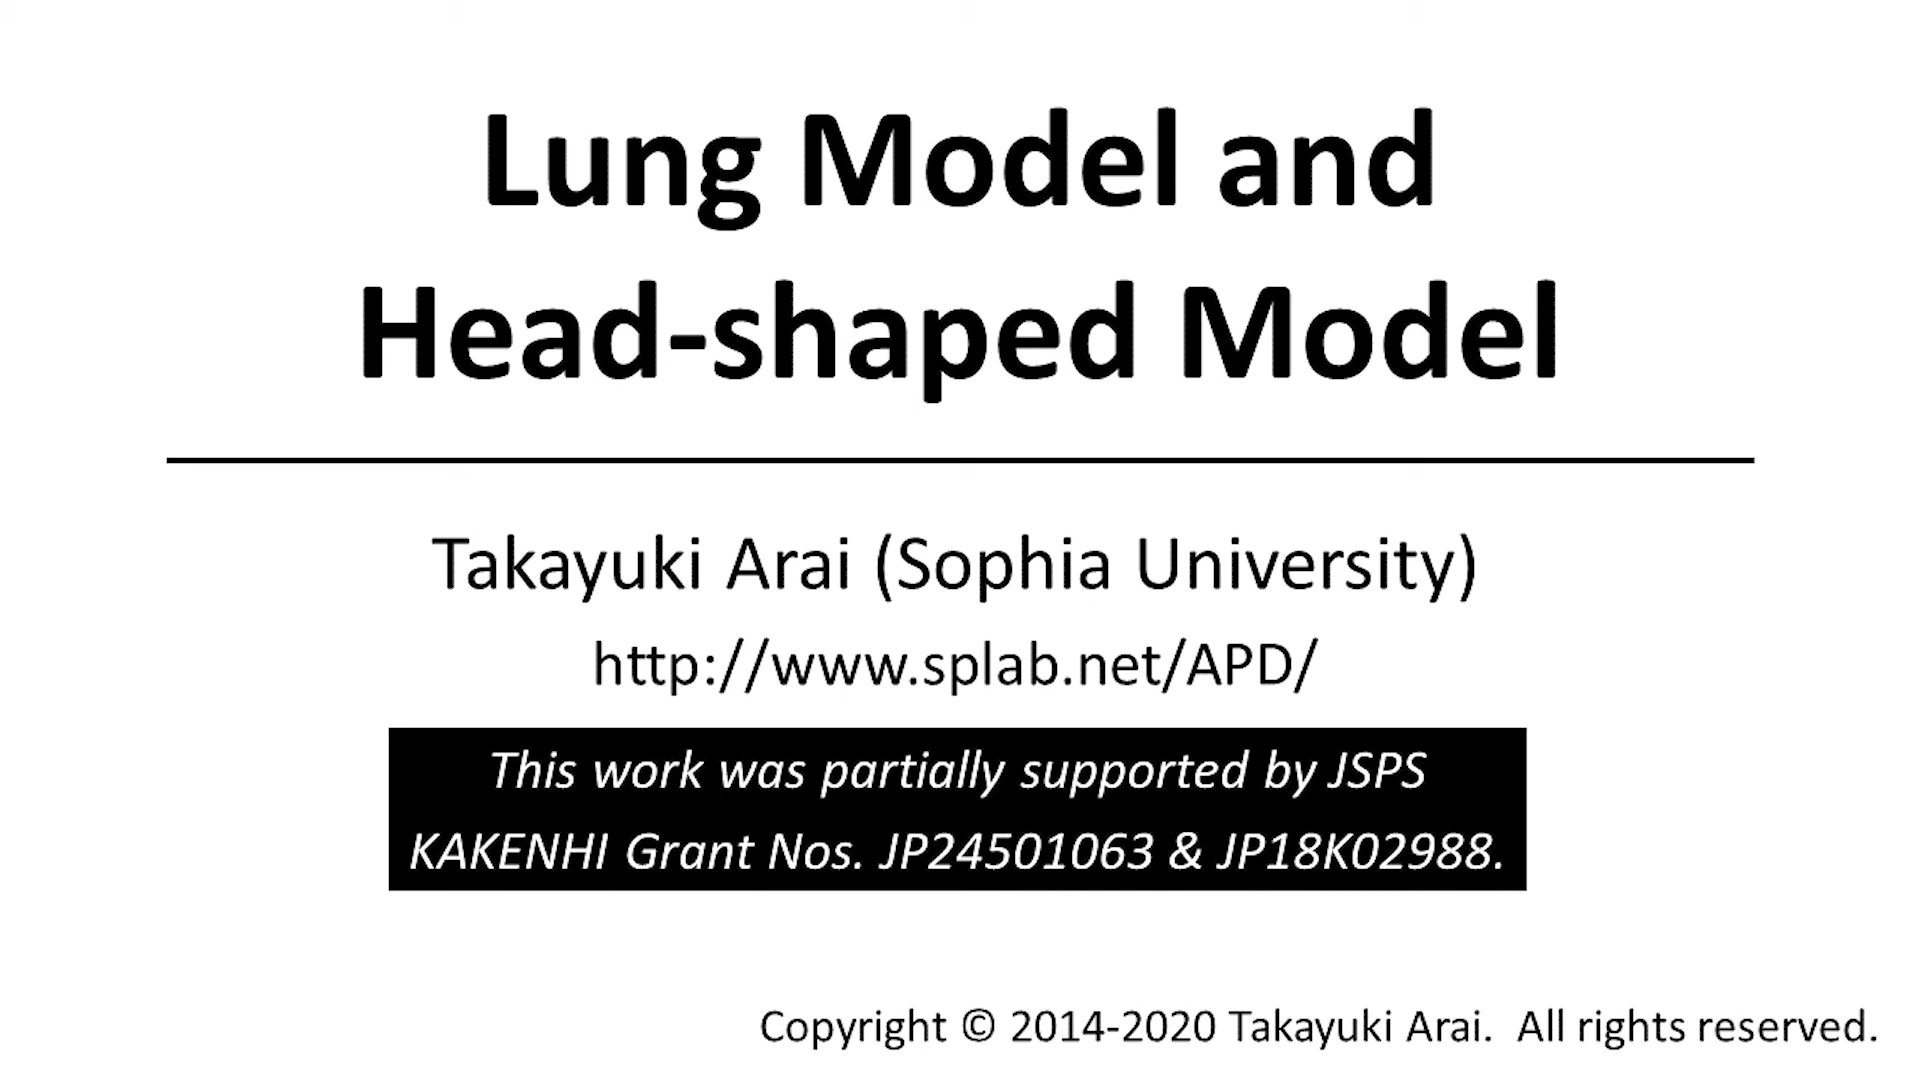 Lung Model and
Head-shaped Model
Takayuki Arai (Sophia University)
http://www.splab.net/APD/
This work was partially supported by JSPS
KAKENHI Grant Nos. JP24501063 & JP18K02988.
Copyright © 2014-2020 Takayuki Arai.  All rights reserved.